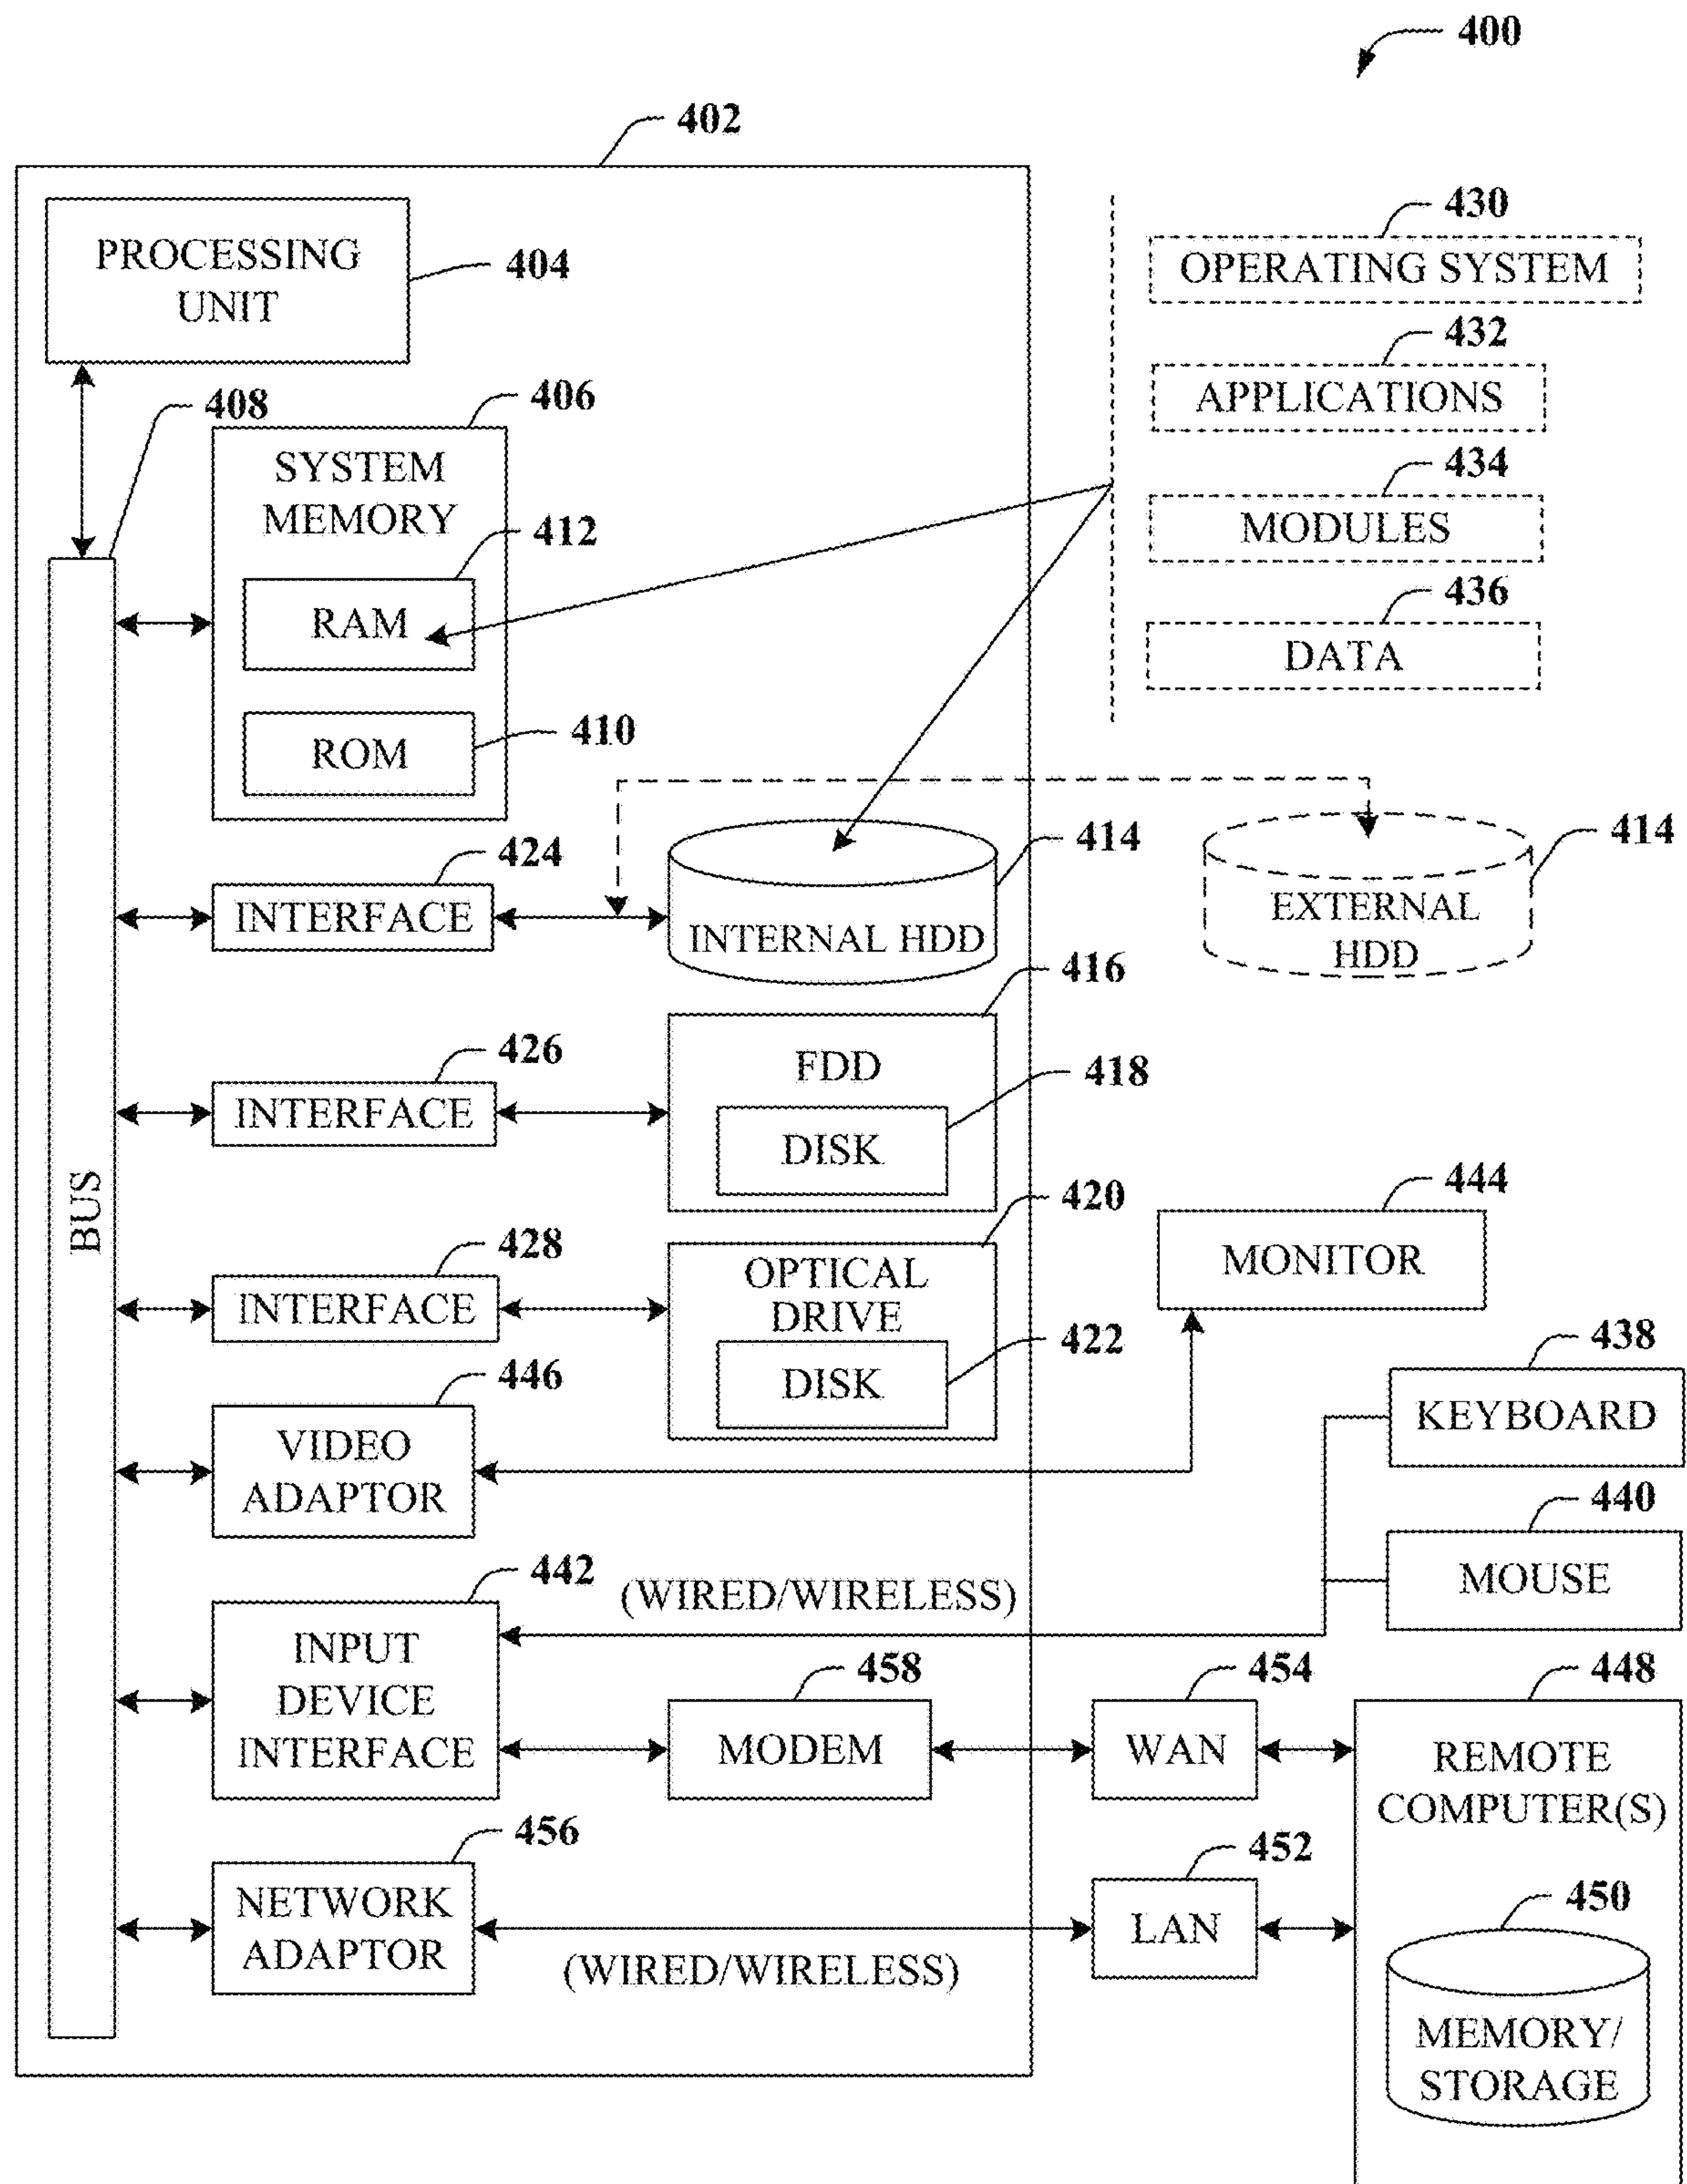 400
402
PROCESSING
UNIT
404
408
406
SYSTEM
MEMORY
412
RAM
410
ROM
430
OPERATING SYSTEM
432
APPLICATIONS
434
MODULES
436
DATA
424
INTERFACE
414
INTERNAL HDD
414
EXTERNAL
HDD
416
426
INTERFACE
FDD
418
DISK
BUS
420
428
INTERFACE
OPTICAL
DRIVE
422
DISK
444
MONITOR
446
VIDEO
ADAPTOR
438
KEYBOARD
440
MOUSE
442
(WIRED/WIRELESS)
INPUT
DEVICE
INTERFACE
458
MODEM
454
WAN
448
REMOTE
COMPUTER(S)
456
NETWORK
ADAPTOR
(WIRED/WIRELESS)
452
LAN
450
MEMORY/
STORAGE